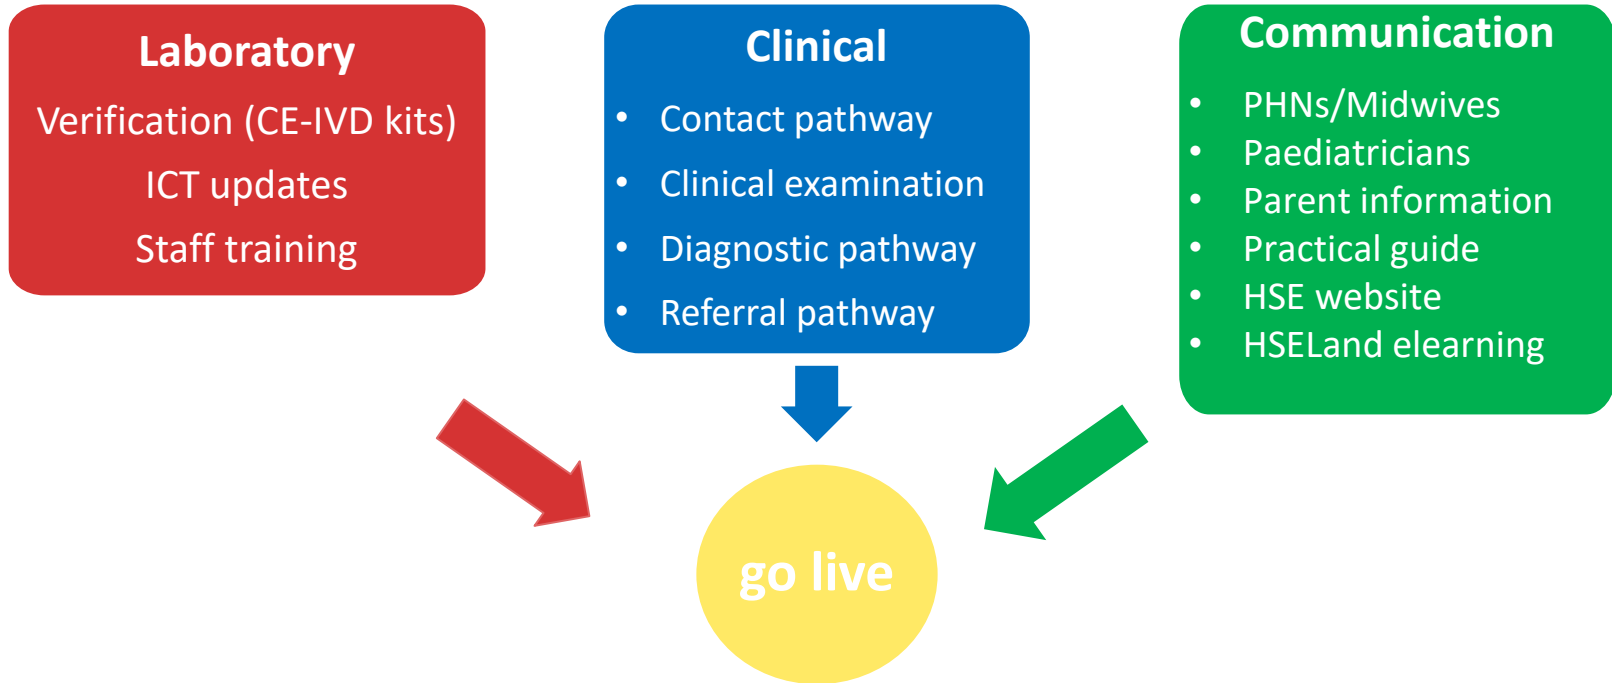 Laboratory
Verification (CE-IVD kits)
ICT updates
Staff training
Clinical
• Contact pathway
• Clinical examination
• Diagnostic pathway
• Referral pathway
Communication
• PHNs/Midwives
• Paediatricians
• Parent information
• Practical guide
• HSE website
• HSELand elearning
go live